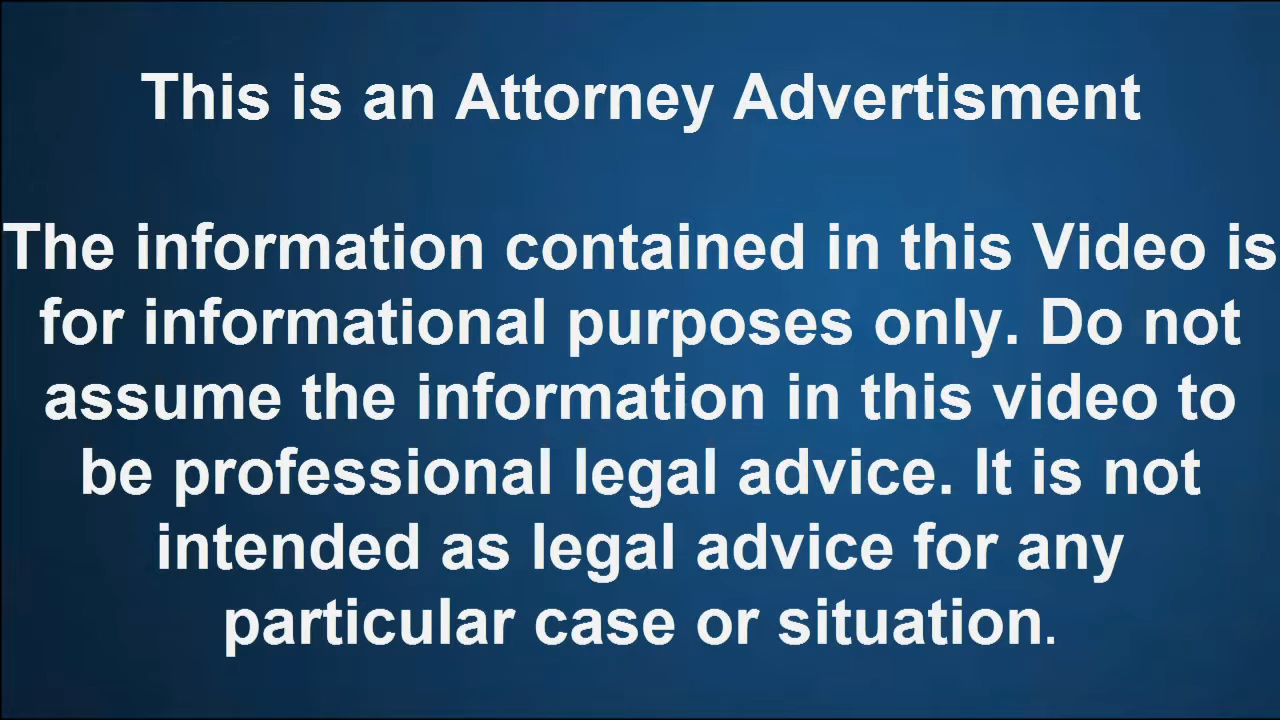 This is an Attorney Advertisment
The information contained in this Video is
for informational purposes only. Do not
assume the information in this video to
be professional legal advice. It is not
intended as legal advice for any
particular case or situation.